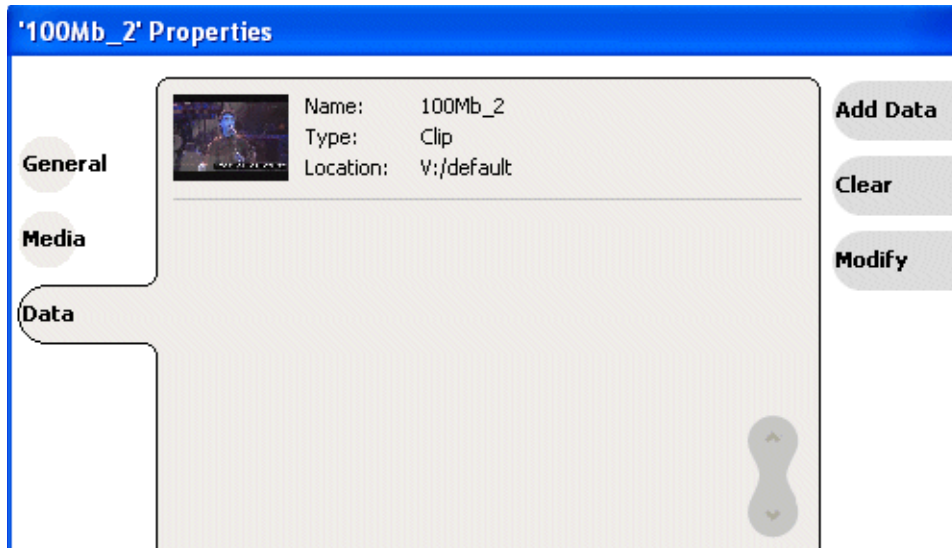 '100Mb_2' Properties
General
Media
Data
Name: 100Mb_2
Type: Clip
Location: V:/default
Add Data
Clear
Modify